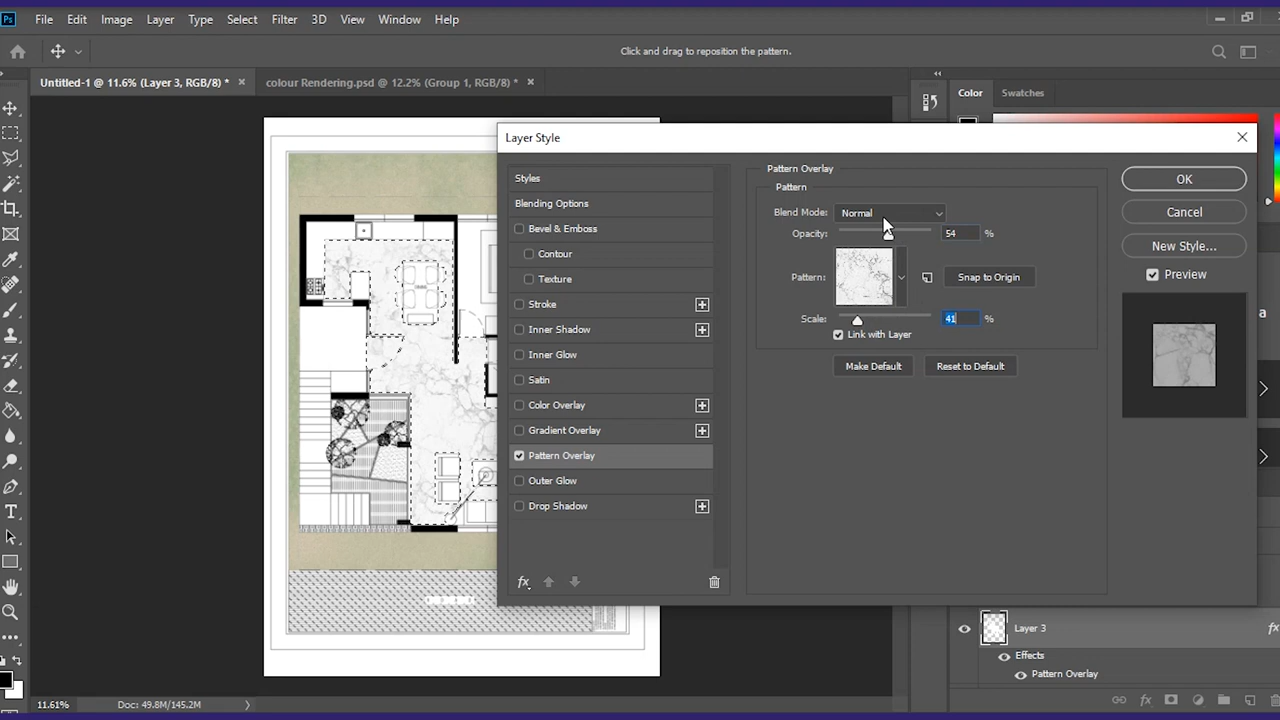 Ps File Edit Image Layer Type Select Filter 3D View Window Help
Click and drag to reposition the pattern.
Untitled-1 @ 11.6% (Layer 3, RGB/8) * × colour Rendering.psd @ 12.2% (Group 1, RGB/8) * ×
Color Swatches
Layer Style
Styles
Blending Options
Bevel & Emboss
Contour
Texture
Stroke
Inner Shadow
Inner Glow
Satin
Color Overlay
Gradient Overlay
Pattern Overlay
Outer Glow
Drop Shadow
fx
Pattern Overlay
Pattern
Blend Mode: Normal
Opacity: 54 %
Pattern: Snap to Origin
Scale: 41 %
Link with Layer
Make Default Reset to Default
OK
Cancel
New Style...
Preview
a
Layer 3 fx
Effects
Pattern Overlay
fx
T
11.61% Doc: 49.8M/145.2M